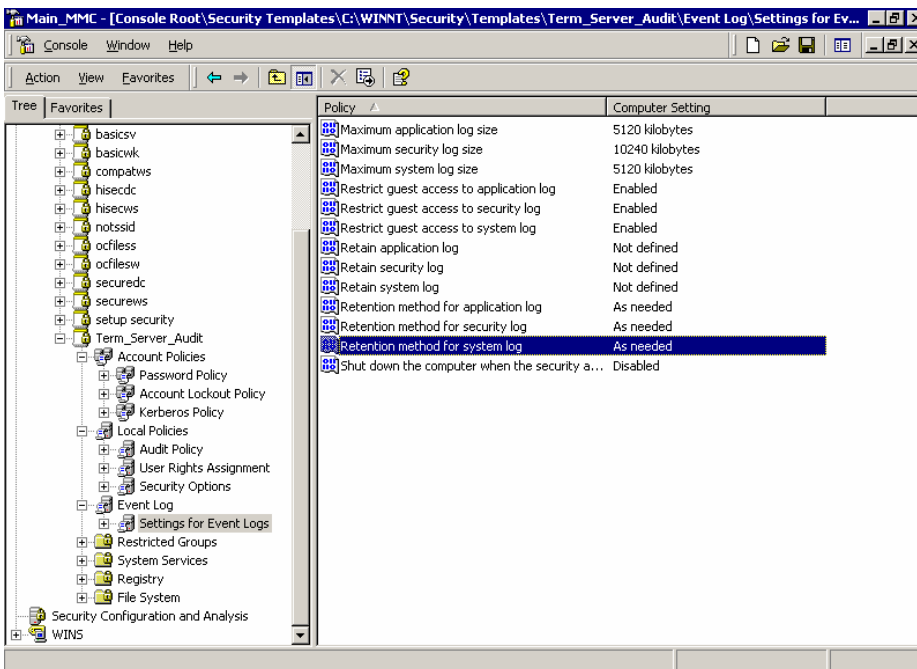 Main_MMC - [Console Root\Security Templates\C:\WINNT\Security\Templates\Term_Server_Audit\Event Log\Settings for Ev...
Console Window Help
Action View Favorites
Tree Favorites
basicsv
basicwk
compatws
hisecdc
hisecws
notssid
ocfiless
ocfilesw
securedc
securews
setup security
Term_Server_Audit
Account Policies
Password Policy
Account Lockout Policy
Kerberos Policy
Local Policies
Audit Policy
User Rights Assignment
Security Options
Event Log
Settings for Event Logs
Restricted Groups
System Services
Registry
File System
Security Configuration and Analysis
WINS
Policy Computer Setting
Maximum application log size 5120 kilobytes
Maximum security log size 10240 kilobytes
Maximum system log size 5120 kilobytes
Restrict guest access to application log Enabled
Restrict guest access to security log Enabled
Restrict guest access to system log Enabled
Retain application log Not defined
Retain security log Not defined
Retain system log Not defined
Retention method for application log As needed
Retention method for security log As needed
Retention method for system log As needed
Shut down the computer when the security a... Disabled